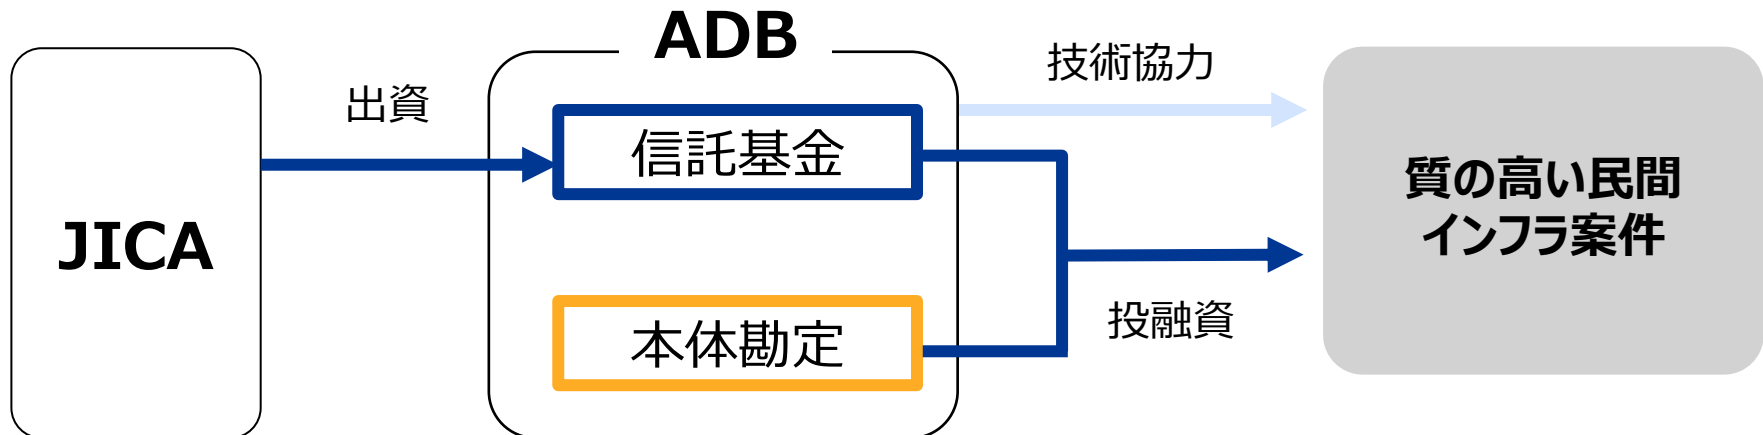 ADB
JICA
出資
信託基金
本体勘定
技術協力
投融資
質の高い民間
インフラ案件